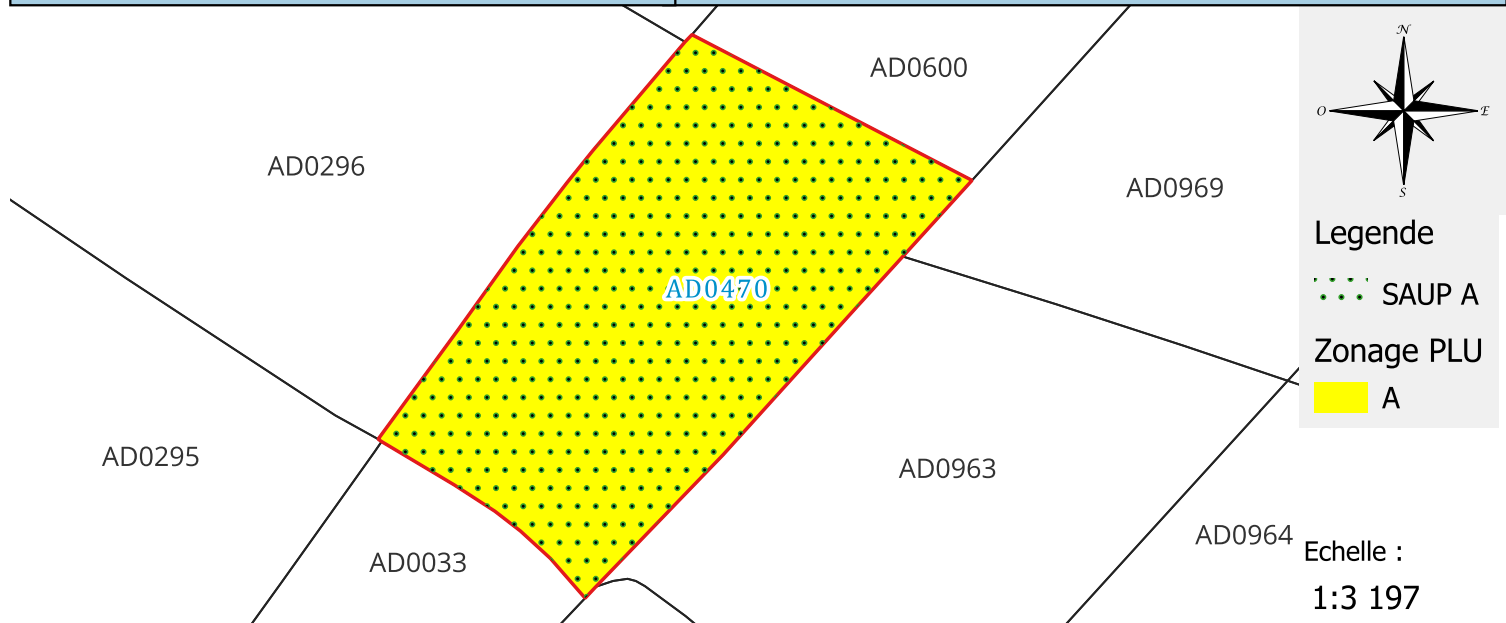 N
AD0600
O
E
AD0296
AD0969
S
Legende
AD0470
SAUP A
Zonage PLU
A
AD0295
AD0963
AD0964
Echelle :
AD0033
1:3 197